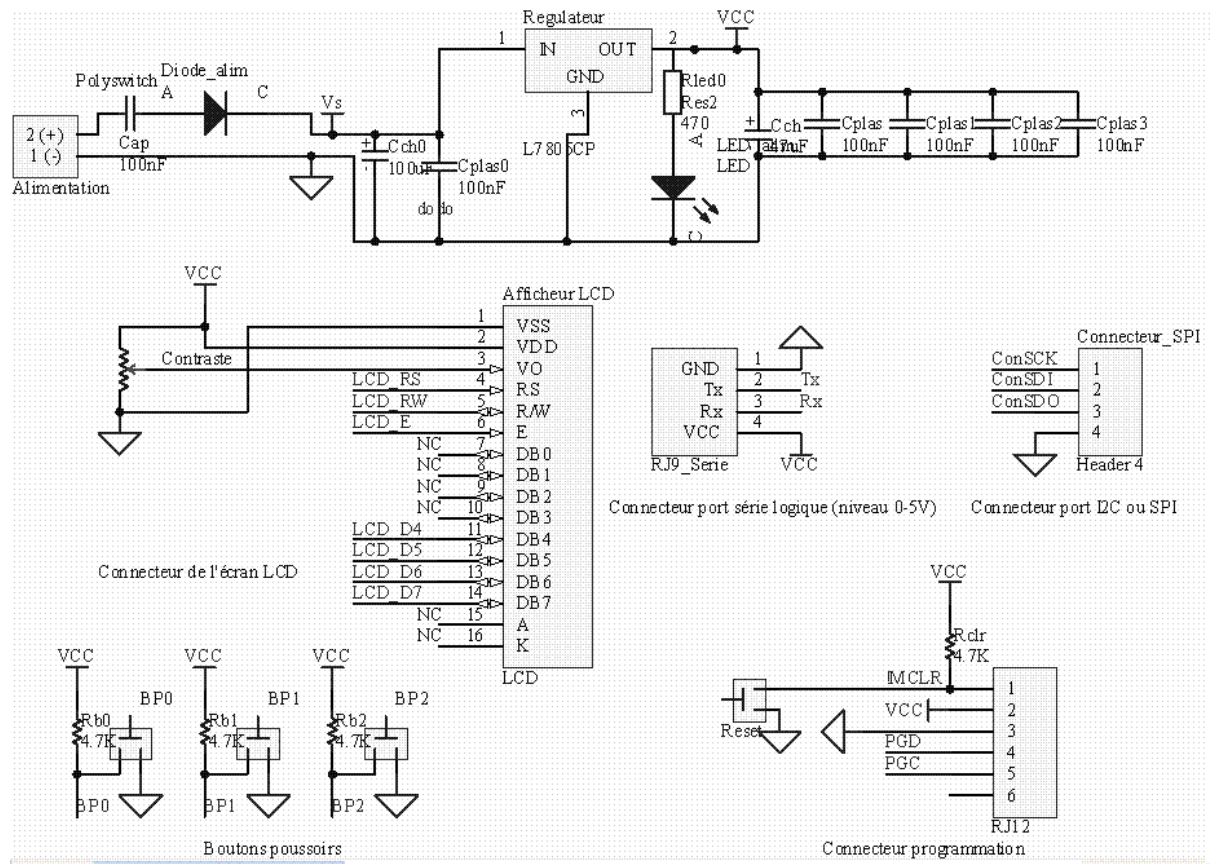 Regulateur
VCC
1
IN
OUT
2
GND
3
L7805CP
Polyswitch
Diode_alim
A
C
Vs
2 (+)
1 (-)
Cap
100nF
Alimentation
+
Cch0
100uF
-
Cplas0
100nF
do do
Rled0
Res2
470
A
C
LED
+
Cch
47uF
Cplas
100nF
Cplas1
100nF
Cplas2
100nF
Cplas3
100nF
VCC
Contraste
Afficheur LCD
1 VSS
2 VDD
3 VO
LCD_RS 4 RS
LCD_RW 5 R/W
LCD_E 6 E
NC 7 DB0
NC 8 DB1
NC 9 DB2
NC 10 DB3
LCD_D4 11 DB4
LCD_D5 12 DB5
LCD_D6 13 DB6
LCD_D7 14 DB7
NC 15 A
NC 16 K
LCD
Connecteur de l'écran LCD
GND 1
Tx 2 Tx
Rx 3 Rx
VCC 4
RJ9_Serie
VCC
Connecteur port série logique (niveau 0-5V)
Connecteur_SPI
ConSCK 1
ConSDI 2
ConSDO 3
4
Header 4
Connecteur port I2C ou SPI
VCC
Rb0
4.7K
BP0
BP0
VCC
Rb1
4.7K
BP1
BP1
VCC
Rb2
4.7K
BP2
BP2
Boutons poussoirs
VCC
Rclr
4.7K
!MCLR 1
VCC 2
3
PGD 4
PGC 5
6
Reset
RJ12
Connecteur programmation